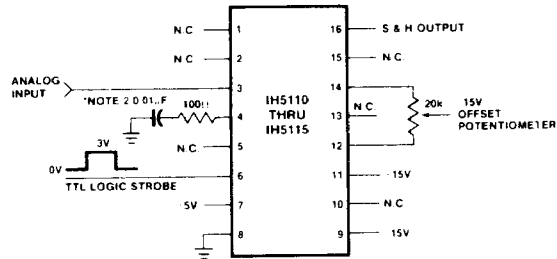 N.C.
1
N.C.
2
ANALOG INPUT
3
*NOTE 2 0 01..F
100Ω
4
N.C.
5
3V
0V
TTL LOGIC STROBE
6
5V
7
8
IH5110
THRU
IH5115
16
S & H OUTPUT
15
N.C.
14
20k
15V
OFFSET
POTENTIOMETER
N.C.
13
12
11
15V
10
N.C.
9
15V